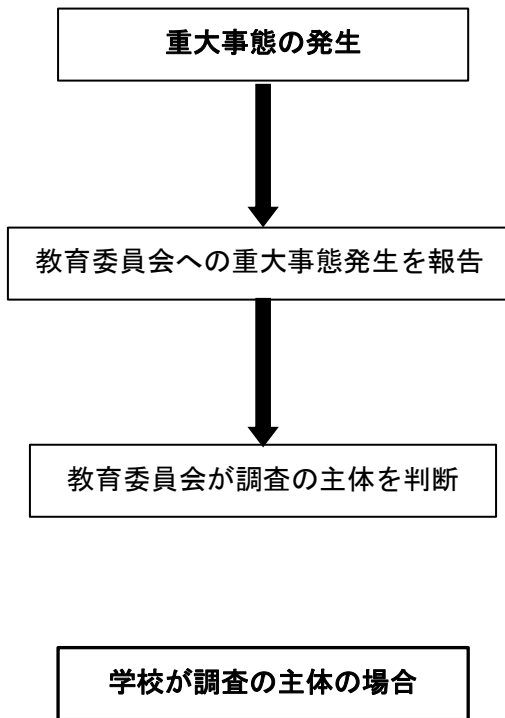 重大事態の発生
教育委員会への重大事態発生を報告
教育委員会が調査の主体を判断
学校が調査の主体の場合